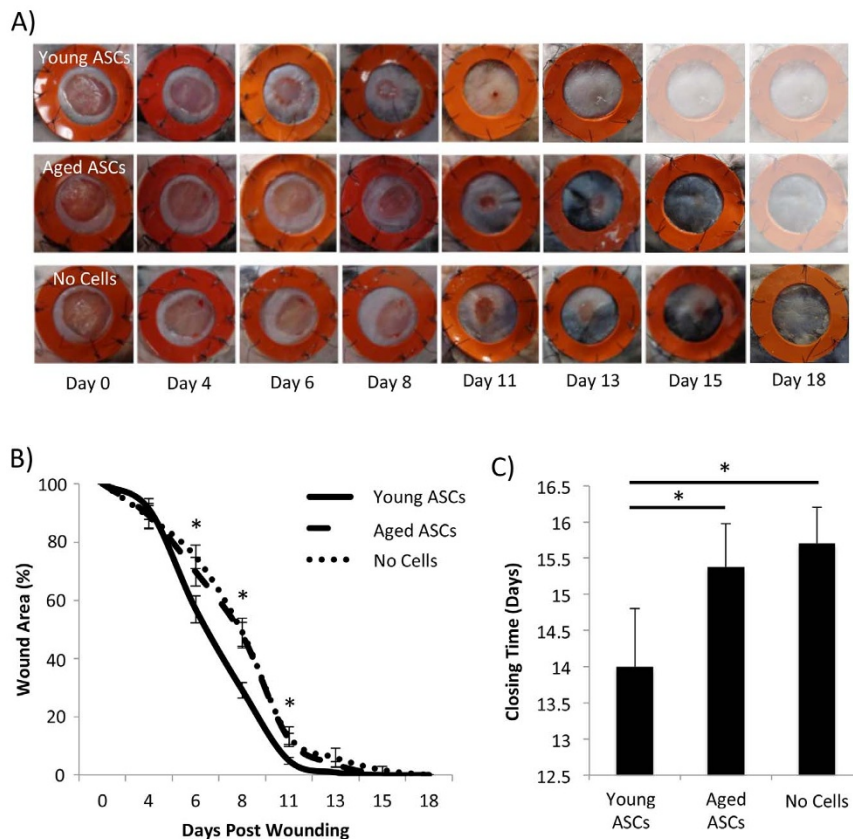 A)
Young ASCs
Aged ASCs
No Cells
Day 0 Day 4 Day 6 Day 8 Day 11 Day 13 Day 15 Day 18
B)
100
80
60
40
20
0
Wound Area (%)
* * *
Young ASCs
Aged ASCs
No Cells
0 4 6 8 11 13 15 18
Days Post Wounding
C)
*
*
16.5
16
15.5
15
14.5
14
13.5
13
12.5
Closing Time (Days)
Young
ASCs
Aged
ASCs
No Cells